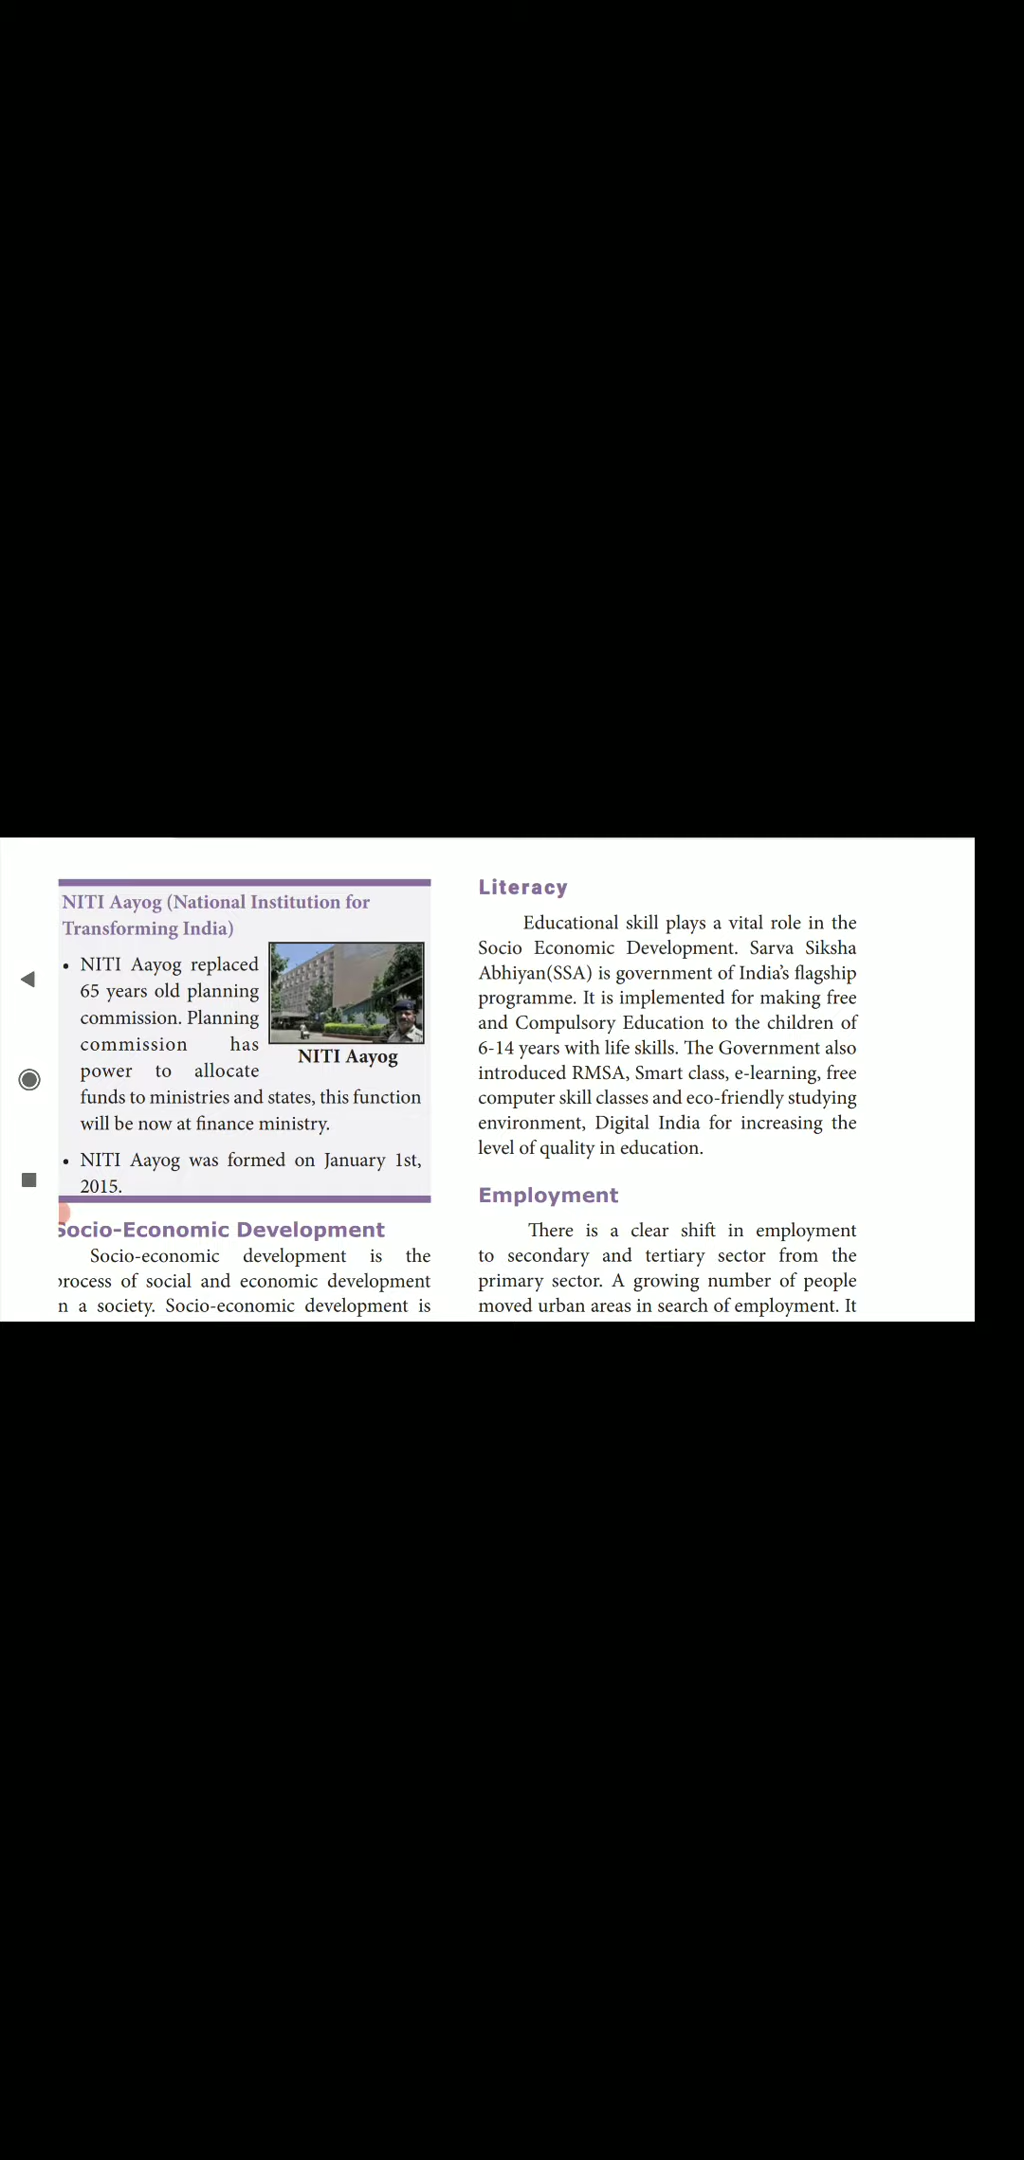 NITI Aayog (National Institution for
Transforming India)
• NITI Aayog replaced
65 years old planning
commission. Planning
commission has
power to allocate
funds to ministries and states, this function
will be now at finance ministry.
NITI Aayog
• NITI Aayog was formed on January 1st,
2015.
Socio-Economic Development
Socio-economic development is the
process of social and economic development
in a society. Socio-economic development is
Literacy
Educational skill plays a vital role in the
Socio Economic Development. Sarva Siksha
Abhiyan(SSA) is government of India's flagship
programme. It is implemented for making free
and Compulsory Education to the children of
6-14 years with life skills. The Government also
introduced RMSA, Smart class, e-learning, free
computer skill classes and eco-friendly studying
environment, Digital India for increasing the
level of quality in education.
Employment
There is a clear shift in employment
to secondary and tertiary sector from the
primary sector. A growing number of people
moved urban areas in search of employment. It